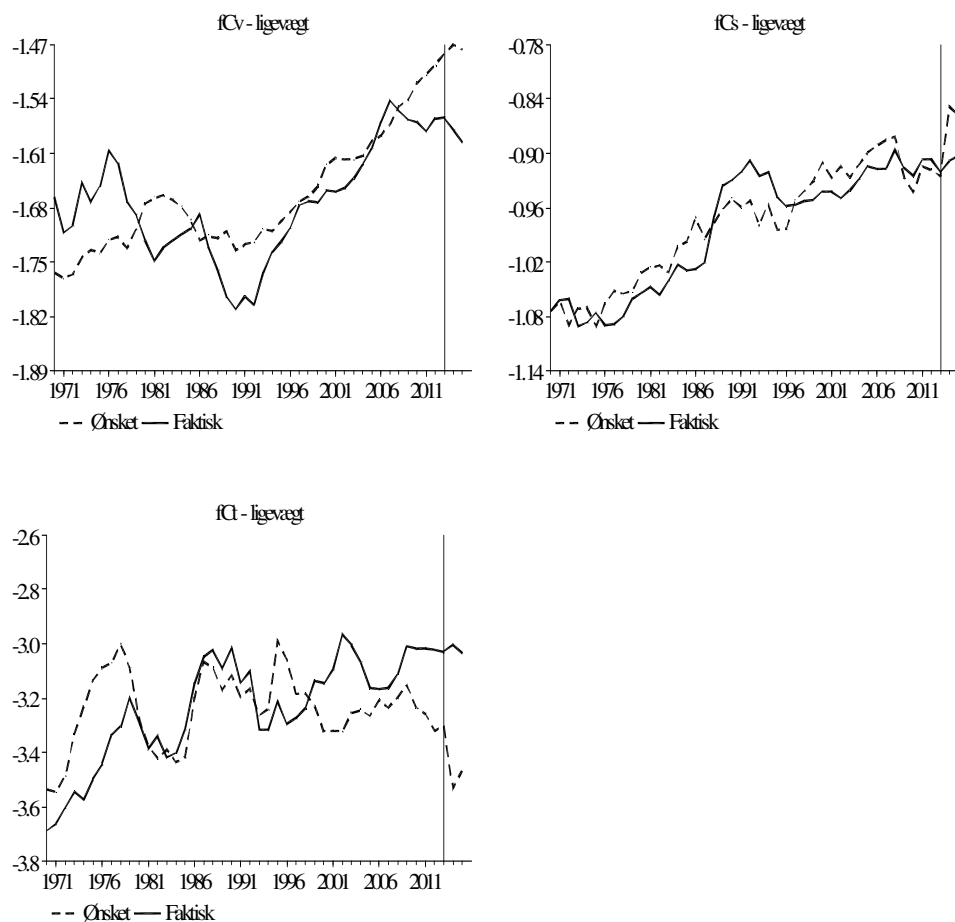 fCv - ligevægt
-1.47
-1.54
-1.61
-1.68
-1.75
-1.82
-1.89
1971 1976 1981 1986 1991 1996 2001 2006 2011
Ønsket Faktisk
fCs - ligevægt
-0.78
-0.84
-0.90
-0.96
-1.02
-1.08
-1.14
1971 1976 1981 1986 1991 1996 2001 2006 2011
Ønsket Faktisk
fCt - ligevægt
-2.6
-2.8
-3.0
-3.2
-3.4
-3.6
-3.8
1971 1976 1981 1986 1991 1996 2001 2006 2011
Ønsket Faktisk